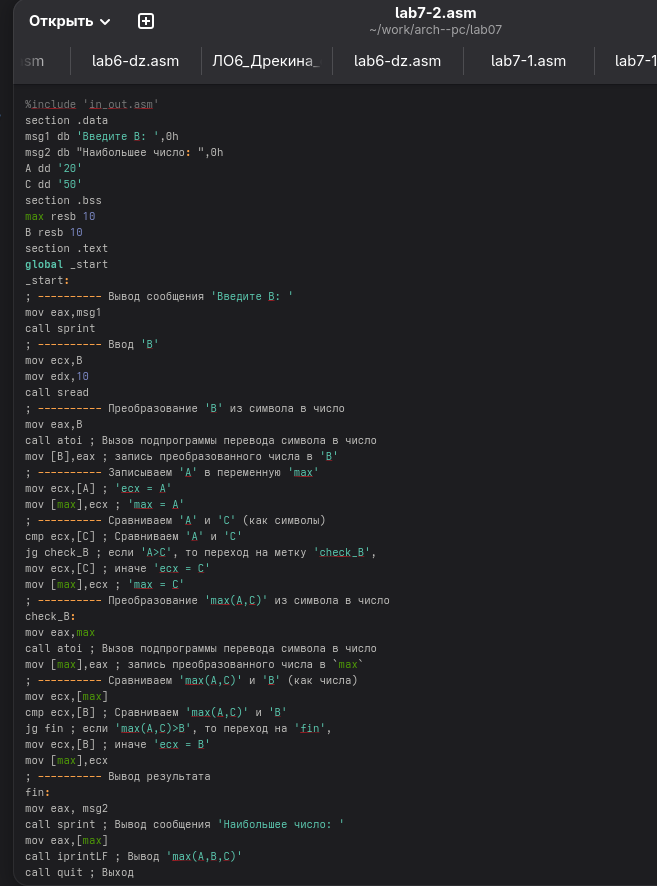 Открыть
lab7-2.asm
~/work/arch--pc/lab07
sm
lab6-dz.asm
ЛО6_Дрекина_
lab6-dz.asm
lab7-1.asm
lab7-1
%include 'in_out.asm'
section .data
msg1 db 'Введите B: ',0h
msg2 db "Наибольшее число: ",0h
A dd '20'
C dd '50'
section .bss
max resb 10
B resb 10
section .text
global _start
_start:
; ---------- Вывод сообщения 'Введите B: '
mov eax,msg1
call sprint
; ---------- Ввод 'B'
mov ecx,B
mov edx,10
call sread
; ---------- Преобразование 'B' из символа в число
mov eax,B
call atoi ; Вызов подпрограммы перевода символа в число
mov [B],eax ; запись преобразованного числа в 'B'
; ---------- Записываем 'A' в переменную 'max'
mov ecx,[A] ; 'ecx = A'
mov [max],ecx ; 'max = A'
; ---------- Сравниваем 'A' и 'С' (как символы)
cmp ecx,[C] ; Сравниваем 'A' и 'С'
jg check_B ; если 'A>C', то переход на метку 'check_B',
mov ecx,[C] ; иначе 'ecx = C'
mov [max],ecx ; 'max = C'
; ---------- Преобразование 'max(A,C)' из символа в число
check_B:
mov eax,max
call atoi ; Вызов подпрограммы перевода символа в число
mov [max],eax ; запись преобразованного числа в `max`
; ---------- Сравниваем 'max(A,C)' и 'B' (как числа)
mov ecx,[max]
cmp ecx,[B] ; Сравниваем 'max(A,C)' и 'B'
jg fin ; если 'max(A,C)>B', то переход на 'fin',
mov ecx,[B] ; иначе 'ecx = B'
mov [max],ecx
; ---------- Вывод результата
fin:
mov eax, msg2
call sprint ; Вывод сообщения 'Наибольшее число: '
mov eax,[max]
call iprintLF ; Вывод 'max(A,B,C)'
call quit ; Выход